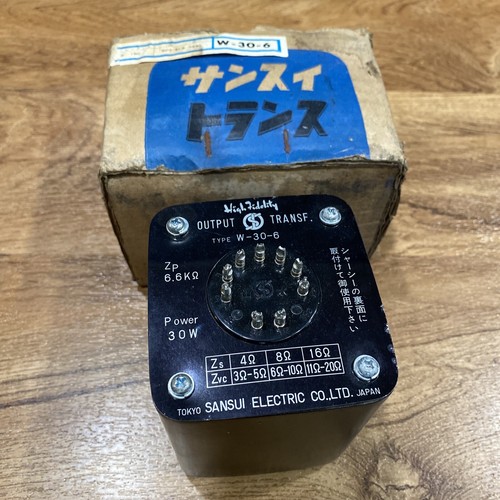 W-30-6
サンスイ
トランス
High Fidelity
OUTPUT TRANSF.
TYPE W-30-6
Zp
6.6KΩ
Power
30W
シャーシーの裏面に
取付けて御使用下さい
Zs 4Ω 8Ω 16Ω
Zvc 3Ω-5Ω 6Ω-10Ω 11Ω-20Ω
TOKYO SANSUI ELECTRIC CO.,LTD. JAPAN